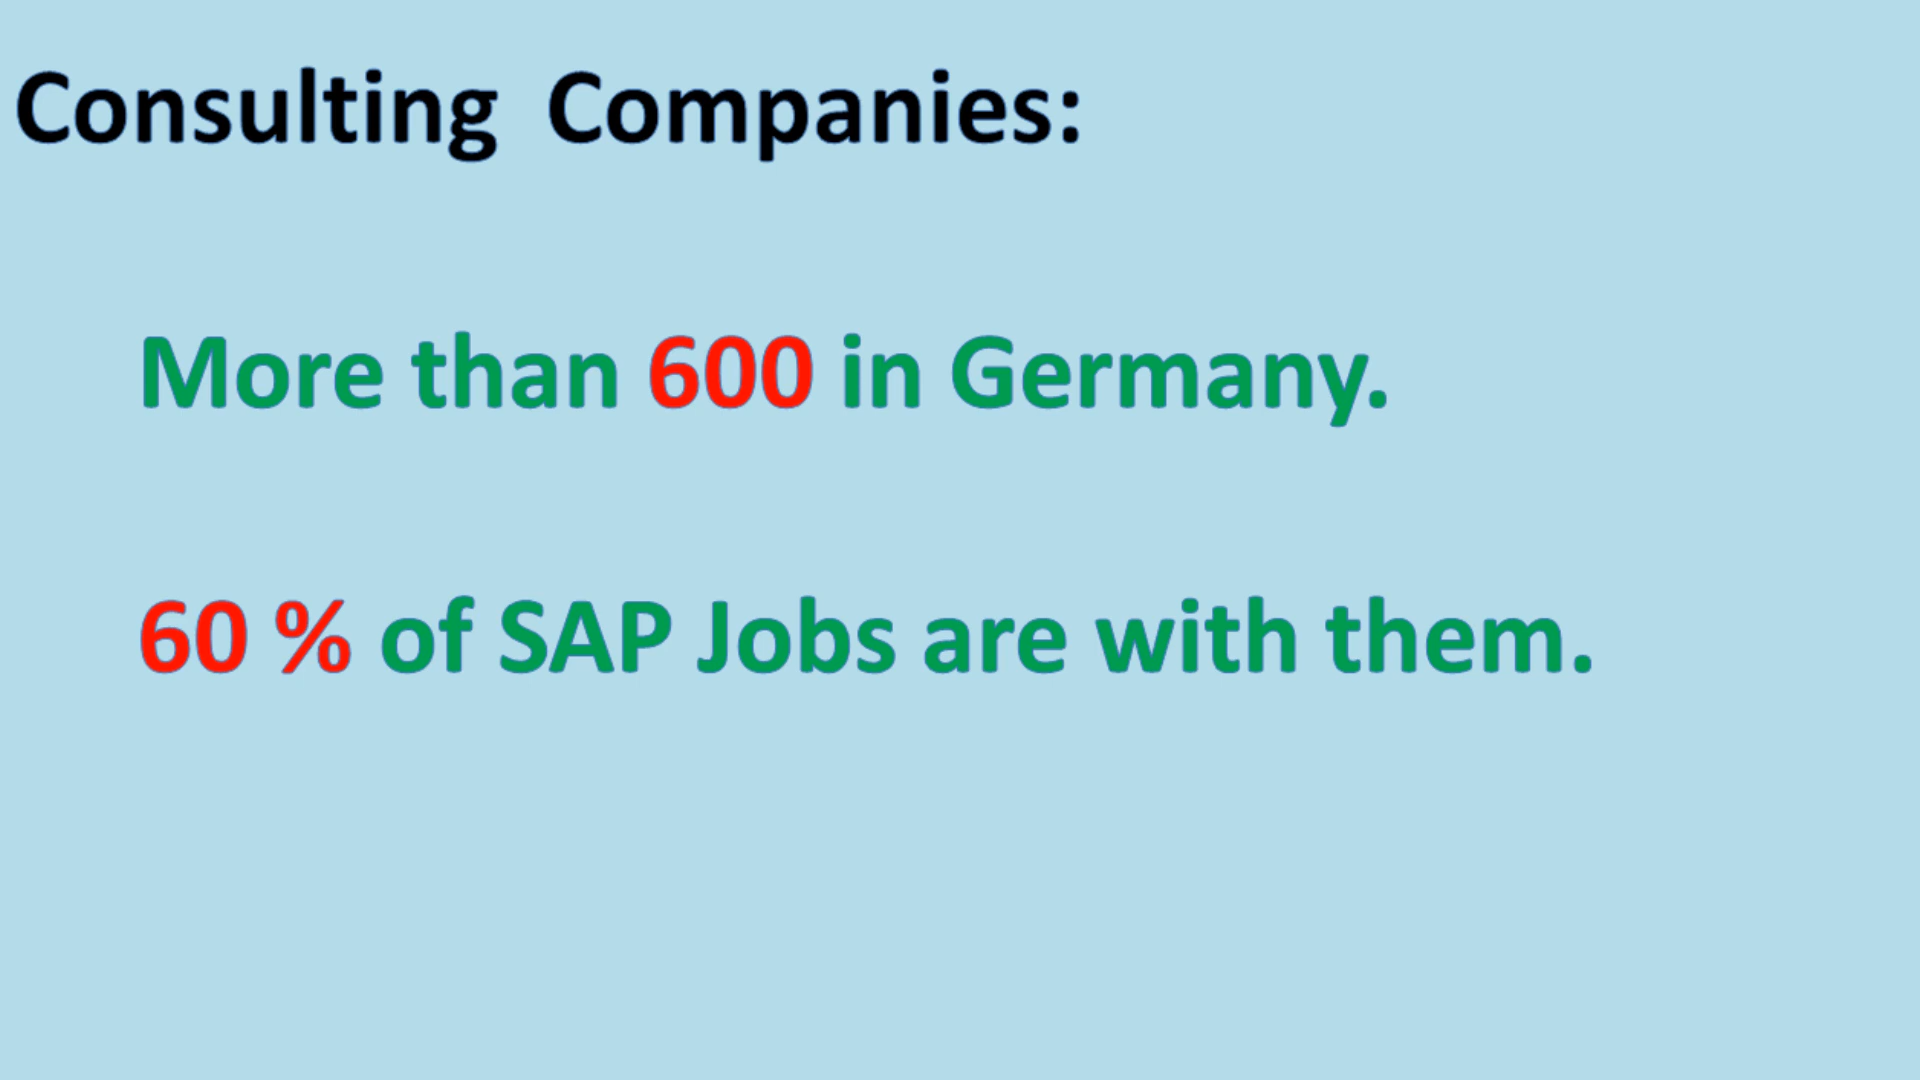 Consulting  Companies:
More than 600 in Germany.
60 % of SAP Jobs are with them.